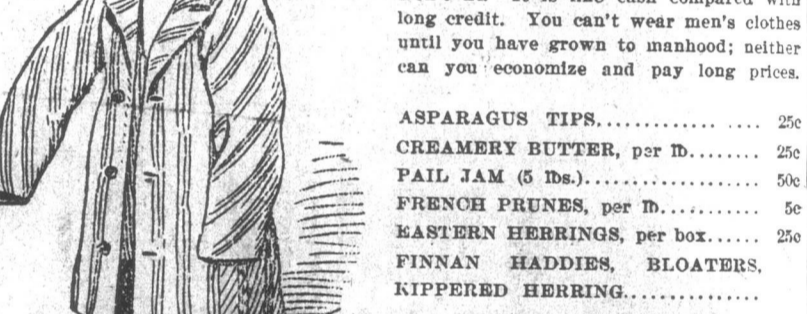 long credit. You can't wear men's clothes
until you have grown to manhood; neither
can you economize and pay long prices.
ASPARAGUS TIPS................. 25c
CREAMERY BUTTER, per lb........ 25c
PAIL JAM (5 lbs.).................. 50c
FRENCH PRUNES, per lb........... 5c
EASTERN HERRINGS, per box...... 25c
FINNAN HADDIES, BLOATERS,
KIPPERED HERRING..............